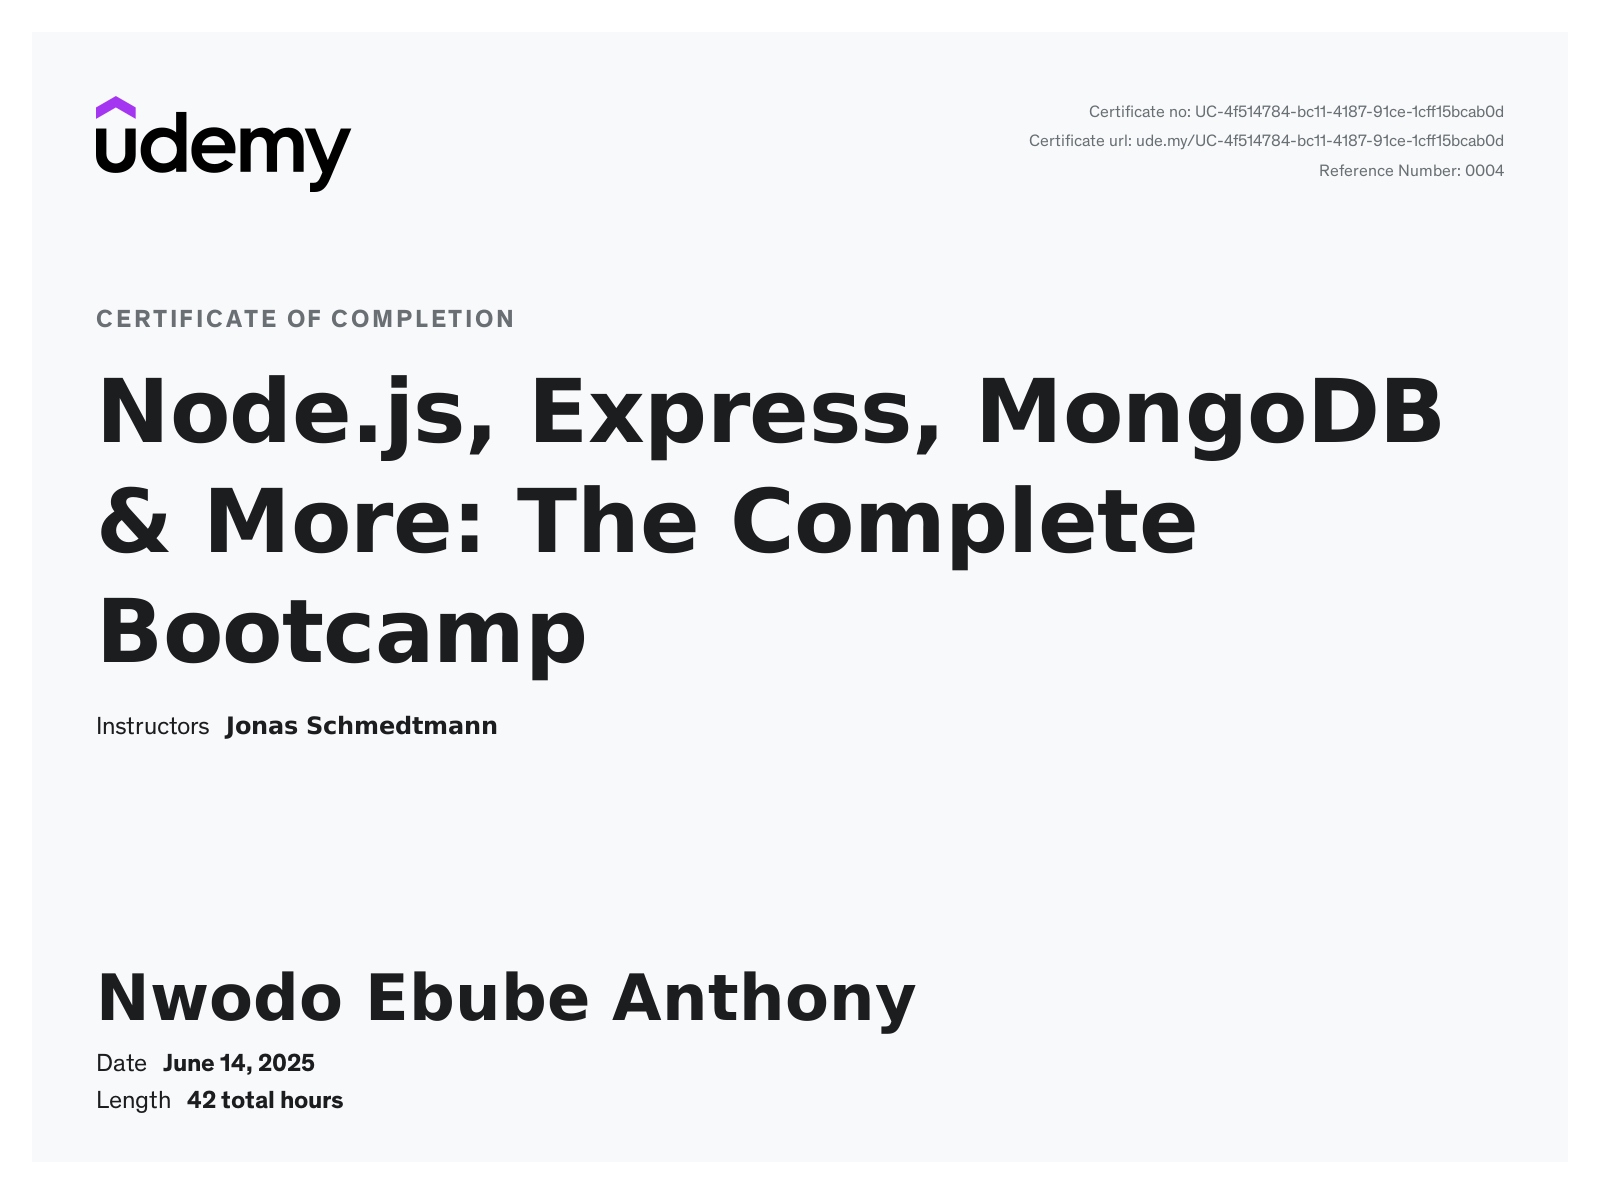 udemy
Certificate no: UC-4f514784-bc11-4187-91ce-1cff15bcab0d
Certificate url: ude.my/UC-4f514784-bc11-4187-91ce-1cff15bcab0d
Reference Number: 0004
CERTIFICATE OF COMPLETION
Node.js, Express, MongoDB
& More: The Complete
Bootcamp
Instructors Jonas Schmedtmann
Nwodo Ebube Anthony
Date June 14, 2025
Length 42 total hours